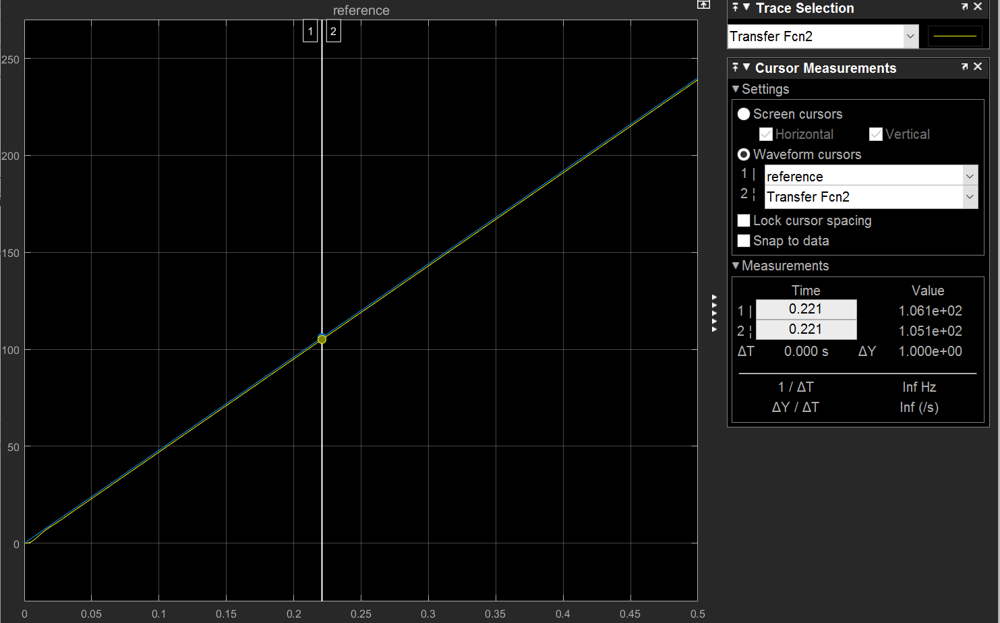 reference
1 2
250
200
150
100
50
0
0 0.05 0.1 0.15 0.2 0.25 0.3 0.35 0.4 0.45 0.5
Trace Selection
Transfer Fcn2
Cursor Measurements
Settings
Screen cursors
Horizontal Vertical
Waveform cursors
1 | reference
2 ¦ Transfer Fcn2
Lock cursor spacing
Snap to data
Measurements
Time Value
1 | 0.221 1.061e+02
2 ¦ 0.221 1.051e+02
ΔT 0.000 s ΔY 1.000e+00
1 / ΔT Inf Hz
ΔY / ΔT Inf (/s)